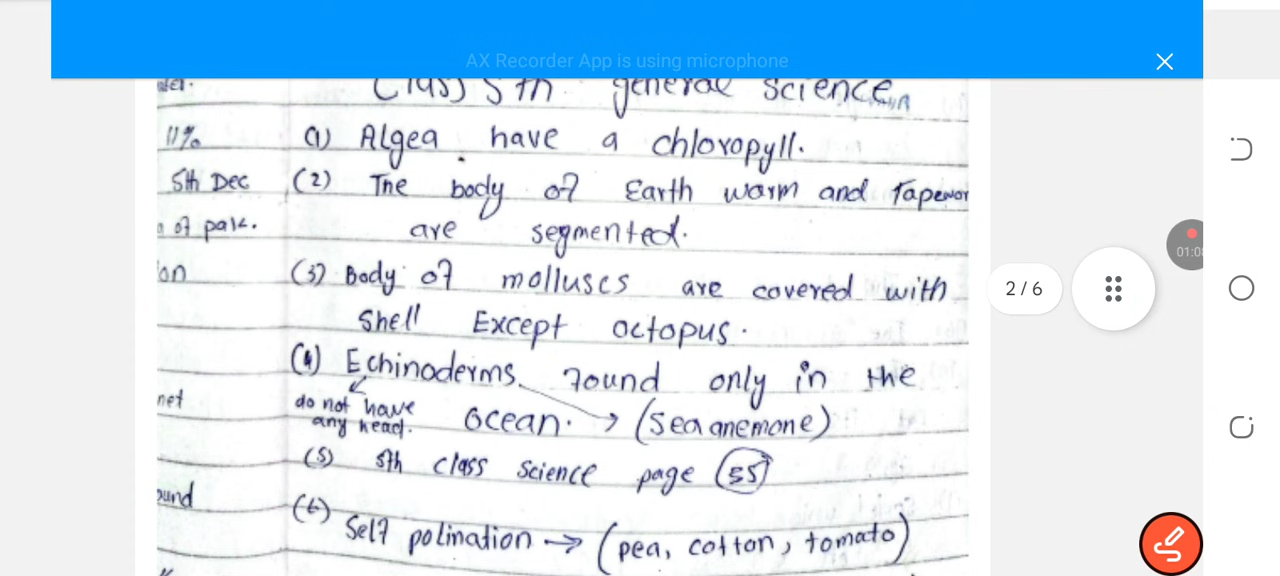 AX Recorder App is using microphone
Class 5th general science
11% (1) Algea have a chloropyll.
5th Dec (2) The body of Earth warm and Tapewor
of pak. are segmented.
ion (3) Body of molluscs are covered with
Shell Except octopus.
(4) Echinoderms found only in the
net do not have any head. ocean. → (Sea anemone)
(5) 5th class science page (55)
ound (6) Self polination → (pea, cotton, tomato)
2 / 6
01:0